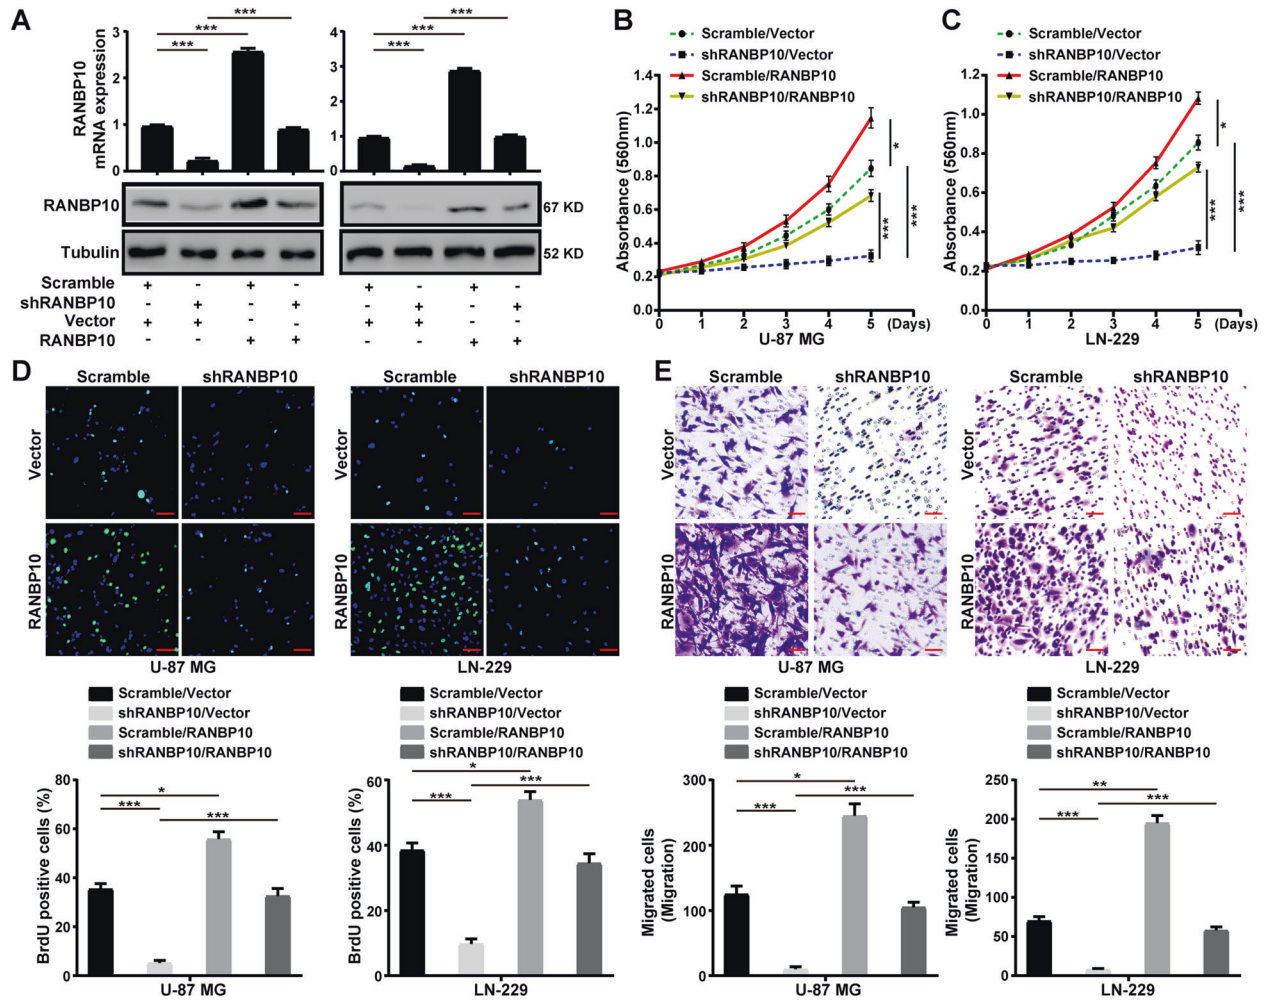 A
RANBP10
mRNA expression
3
2
1
0
***
***
***
4
3
2
1
0
***
***
***
RANBP10
67 KD
Tubulin
52 KD
Scramble + - + - + - + -
shRANBP10 - + - + - + - +
Vector + + - - + + - -
RANBP10 - - + + - - + +
B
Scramble/Vector
shRANBP10/Vector
Scramble/RANBP10
shRANBP10/RANBP10
Absorbance (560nm)
1.4
1.2
1.0
0.8
0.6
0.4
0.2
0.0
0 1 2 3 4 5 (Days)
U-87 MG
*
***
***
C
Scramble/Vector
shRANBP10/Vector
Scramble/RANBP10
shRANBP10/RANBP10
Absorbance (560nm)
1.2
1.0
0.8
0.6
0.4
0.2
0.0
0 1 2 3 4 5 (Days)
LN-229
*
***
***
D
Scramble shRANBP10 Scramble shRANBP10
Vector
Vector
RANBP10
RANBP10
U-87 MG
LN-229
Scramble/Vector
shRANBP10/Vector
Scramble/RANBP10
shRANBP10/RANBP10
BrdU positive cells (%)
80
60
40
20
0
*
***
***
U-87 MG
Scramble/Vector
shRANBP10/Vector
Scramble/RANBP10
shRANBP10/RANBP10
BrdU positive cells (%)
60
40
20
0
*
***
***
LN-229
E
Scramble shRANBP10 Scramble shRANBP10
Vector
Vector
RANBP10
RANBP10
U-87 MG
LN-229
Scramble/Vector
shRANBP10/Vector
Scramble/RANBP10
shRANBP10/RANBP10
Migrated cells
(Migration)
300
200
100
0
*
***
***
U-87 MG
Scramble/Vector
shRANBP10/Vector
Scramble/RANBP10
shRANBP10/RANBP10
Migrated cells
(Migration)
250
200
150
100
50
0
**
***
***
LN-229